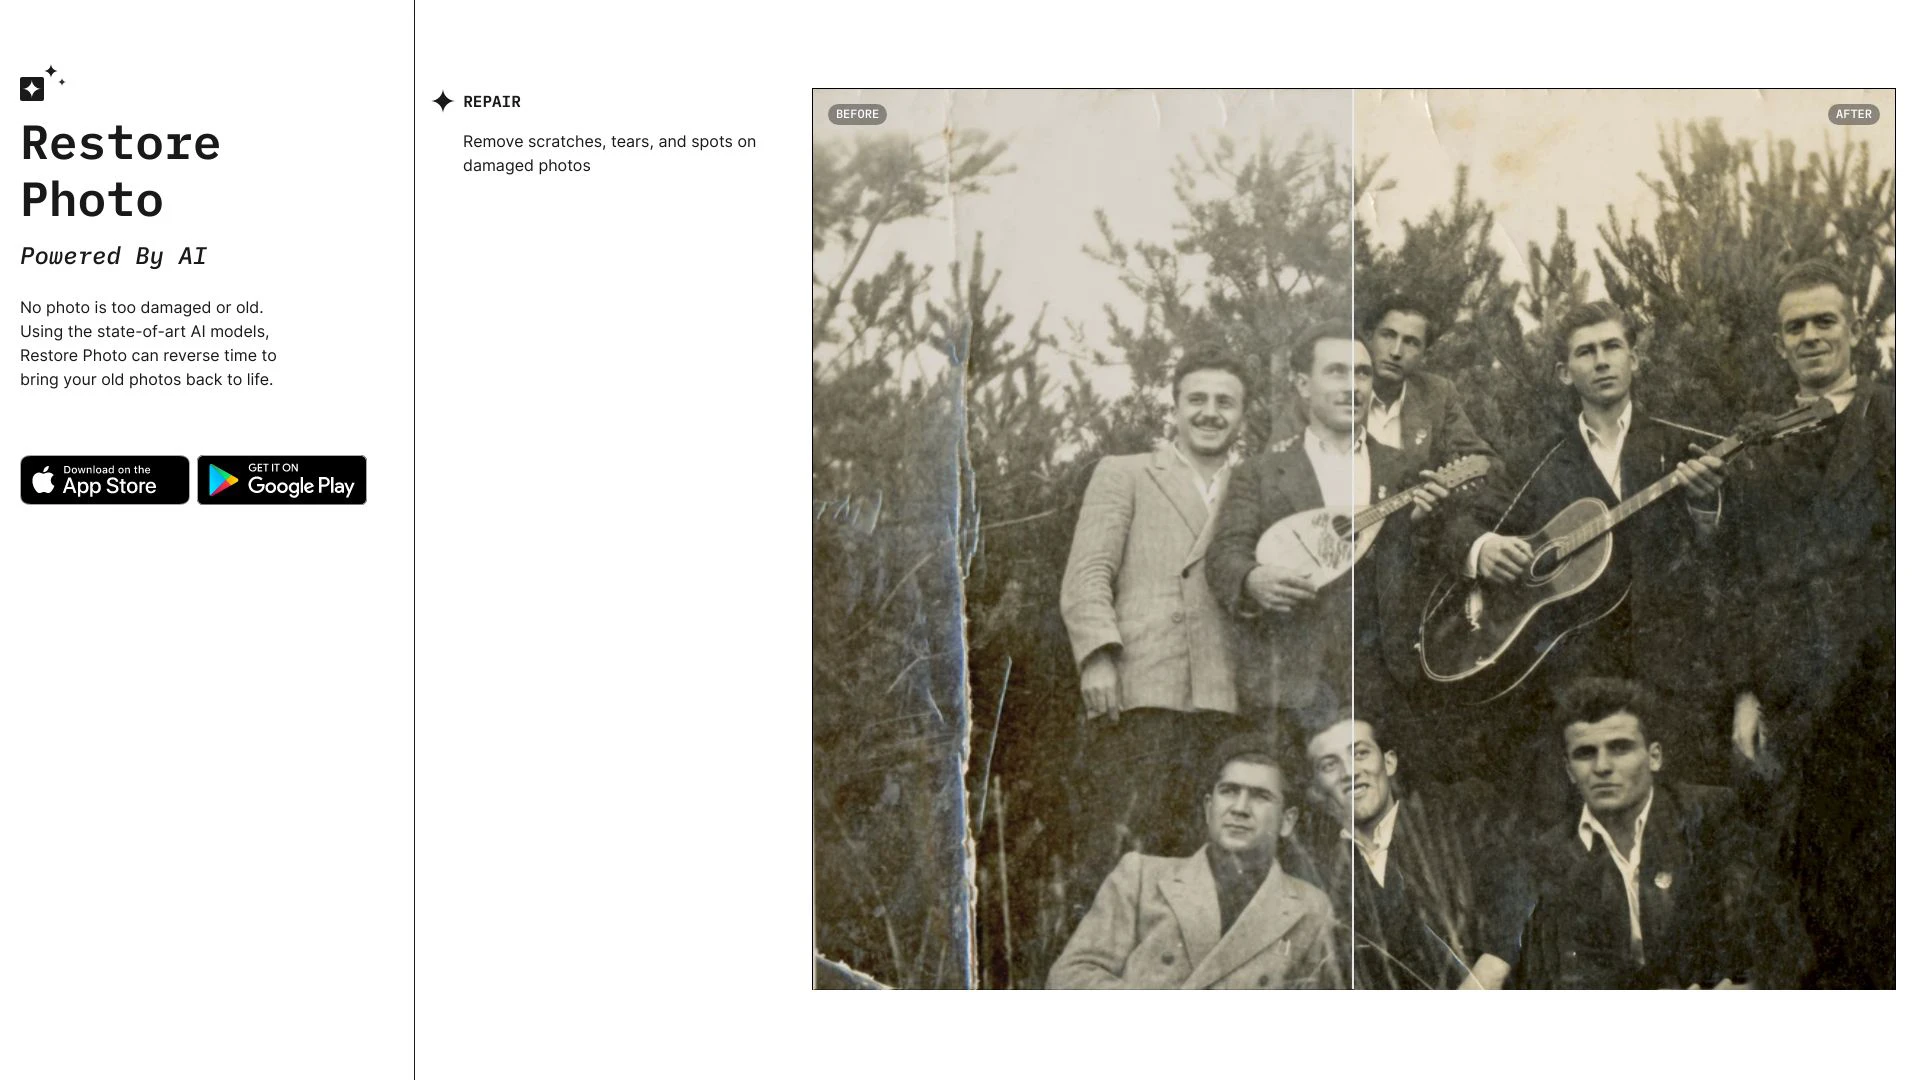 Restore
Photo
Powered By AI
No photo is too damaged or old.
Using the state-of-art AI models,
Restore Photo can reverse time to
bring your old photos back to life.
Download on the
App Store
GET IT ON
Google Play
REPAIR
Remove scratches, tears, and spots on
damaged photos
BEFORE
AFTER